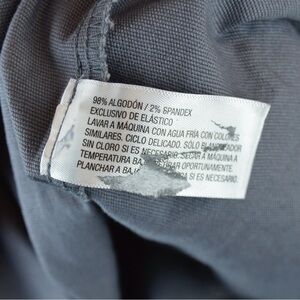 98% ALGODÓN / 2% SPANDEX
EXCLUSIVO DE ELÁSTICO
LAVAR A MÁQUINA CON AGUA FRÍA CON COLORES
SIMILARES. CICLO DELICADO. SÓLO BLANQUEADOR
SIN CLORO SI ES NECESARIO. SECAR A MÁQUINA A
TEMPERATURA OPORTUNAMENTE.
PLANCHAR A SI ES NECESARIO